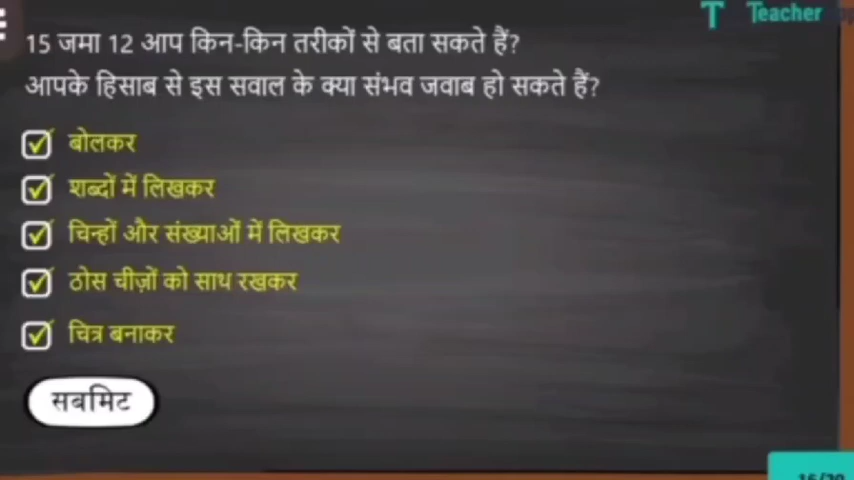 Teacher
15 जमा 12 आप किन-किन तरीकों से बता सकते हैं?
आपके हिसाब से इस सवाल के क्या संभव जवाब हो सकते हैं?
बोलकर
शब्दों में लिखकर
चिन्हों और संख्याओं में लिखकर
ठोस चीज़ों को साथ रखकर
चित्र बनाकर
सबमिट